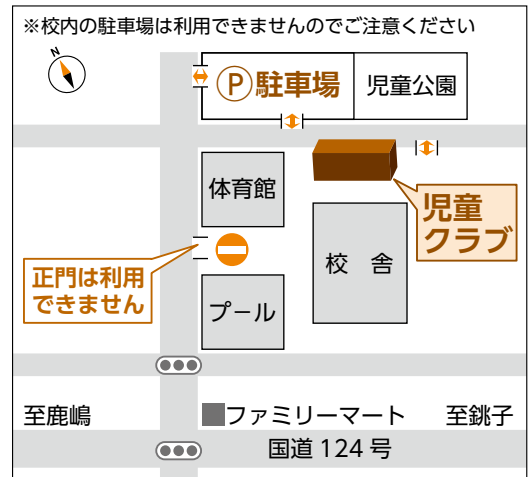 ※校内の駐車場は利用できませんのでご注意ください
N
P駐車場
児童公園
体育館
児童
クラブ
正門は利用
できません
校 舎
プール
至鹿嶋
ファミリーマート
至銚子
国道 124 号